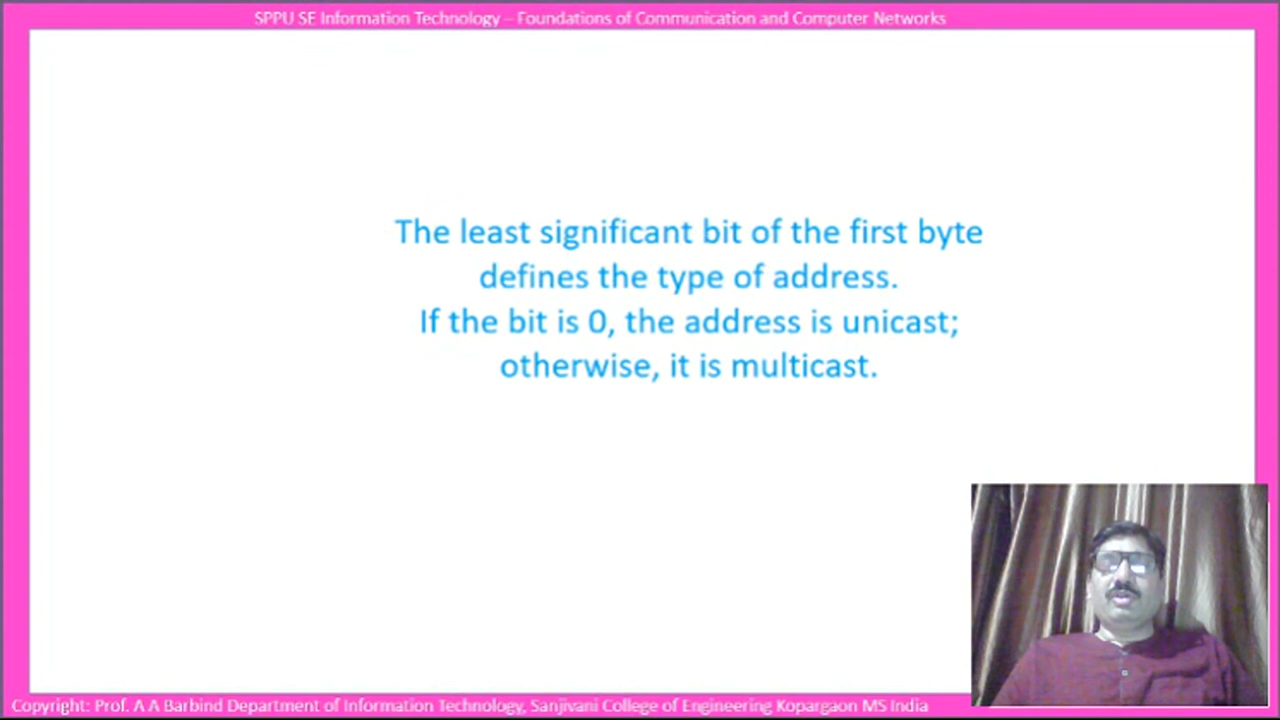 SPPU SE Information Technology – Foundations of Communication and Computer Networks
The least significant bit of the first byte
defines the type of address.
If the bit is 0, the address is unicast;
otherwise, it is multicast.
Copyright: Prof. A A Barbind Department of Information Technology, Sanjivani College of Engineering Kopargaon MS India